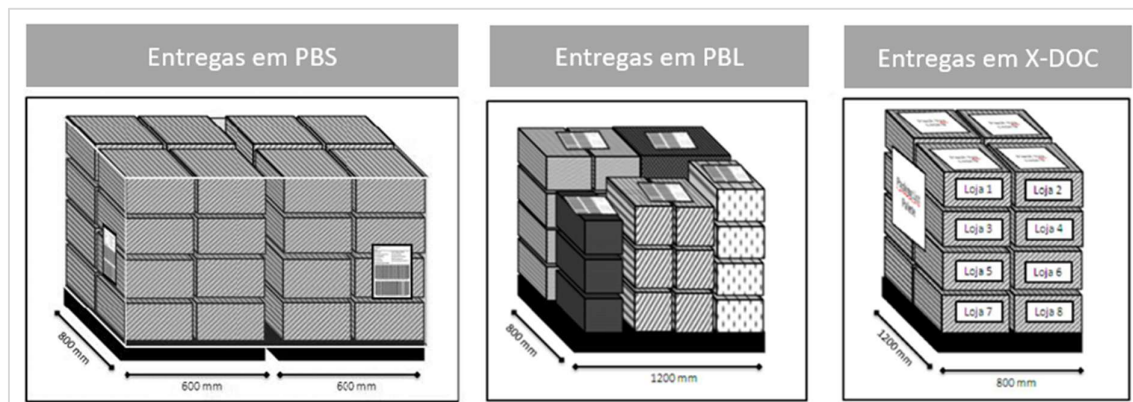 Entregas em PBS
Entregas em PBL
Entregas em X-DOC
800 mm
600 mm
600 mm
800 mm
1200 mm
Loja 1
Loja 2
Loja 3
Loja 4
Loja 5
Loja 6
Loja 7
Loja 8
1200 mm
800 mm